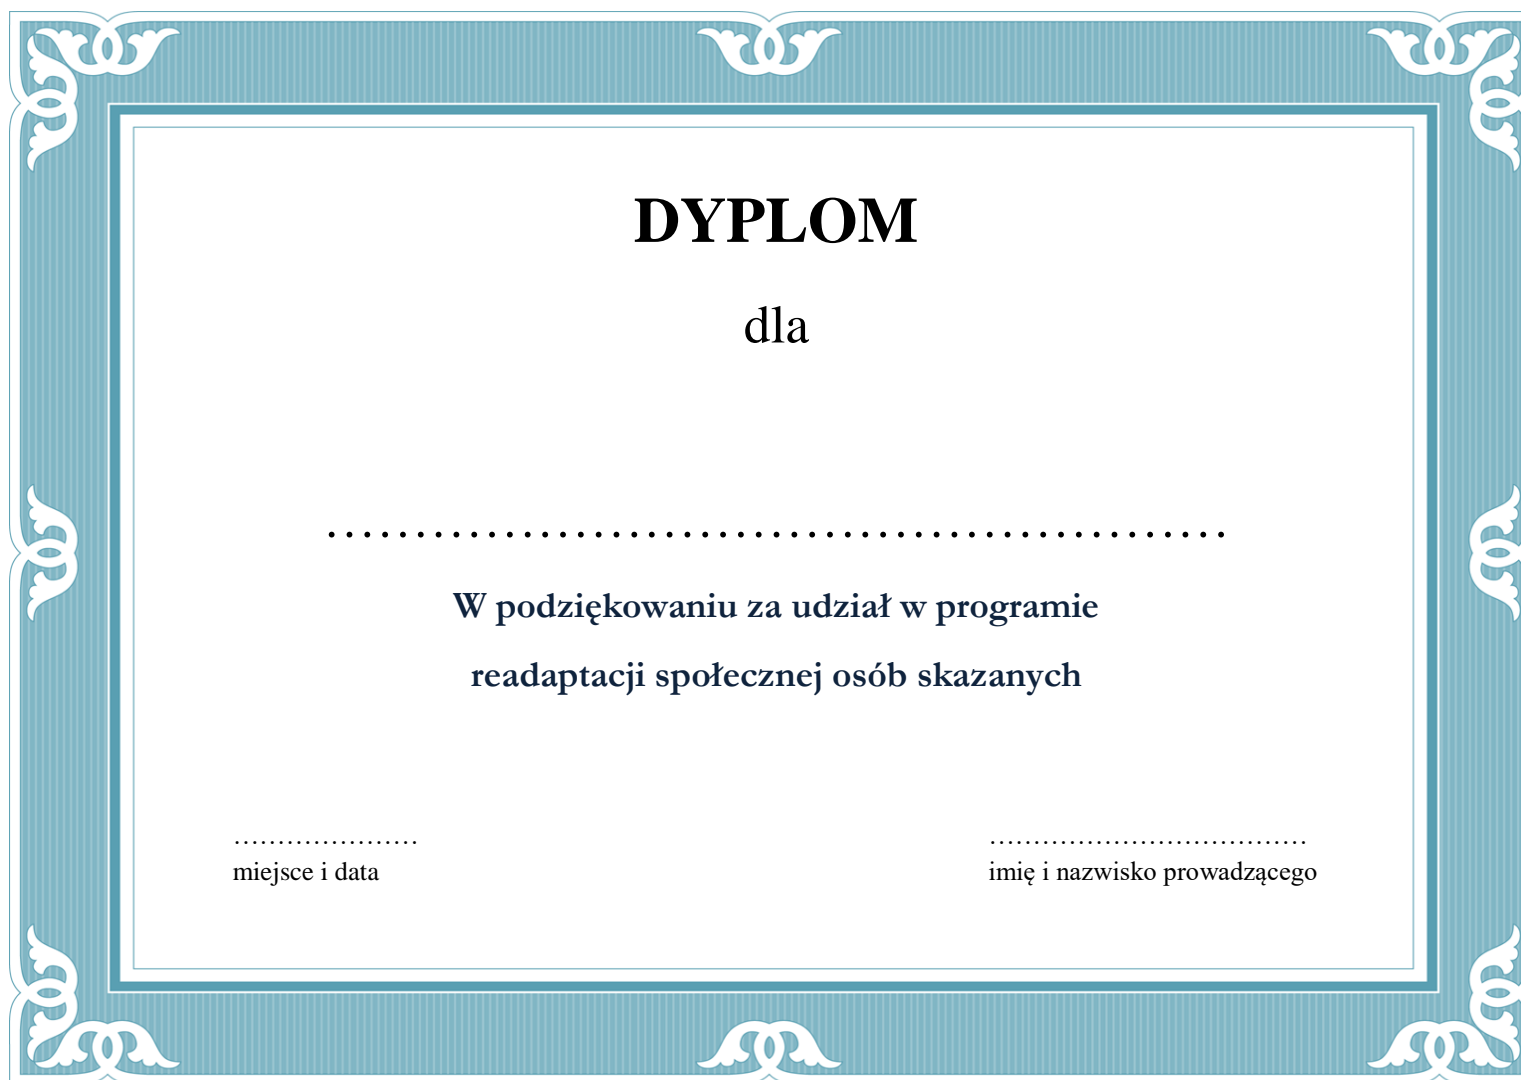 DYPLOM
dla
..................................................
W podziękowaniu za udział w programie
readaptacji społecznej osób skazanych
…………………	……………………………….
miejsce i data	imię i nazwisko prowadzącego